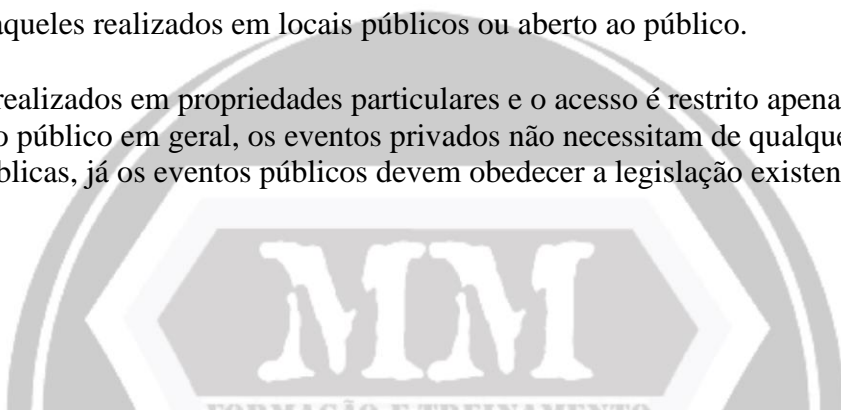 aqueles realizados em locais públicos ou aberto ao público.
realizados em propriedades particulares e o acesso é restrito apena
o público em geral, os eventos privados não necessitam de qualque
blicas, já os eventos públicos devem obedecer a legislação existen
MM
FORMAÇÃO E TREINAMENTO